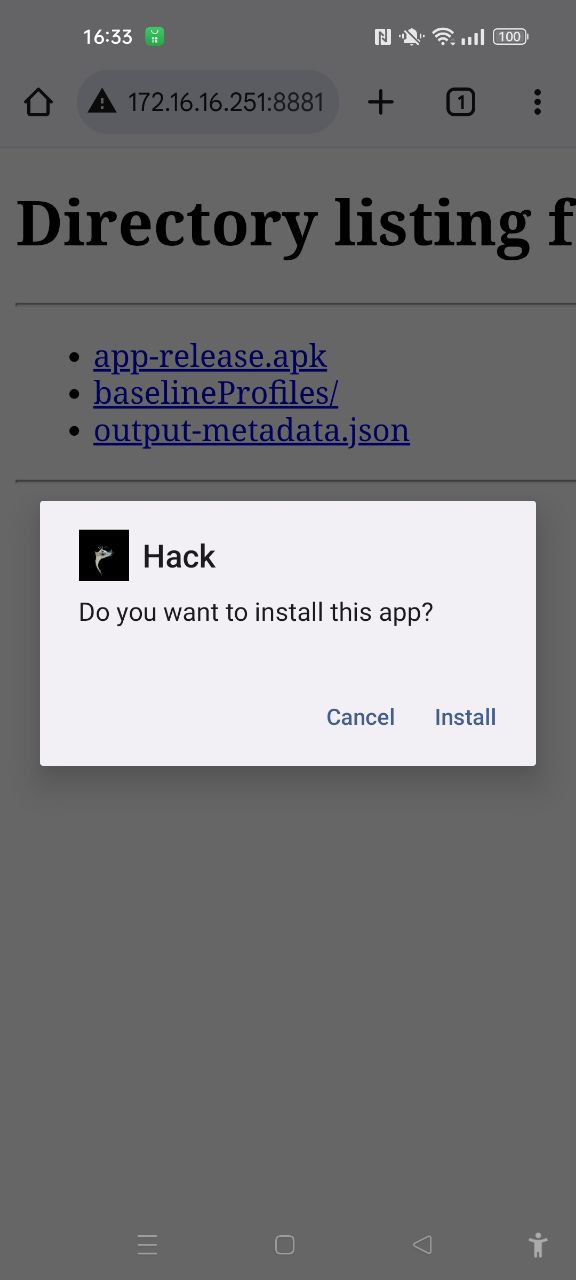 16:33
100
172.16.16.251:8881
1
Directory listing f
app-release.apk
baselineProfiles/
output-metadata.json
Hack
Do you want to install this app?
Cancel
Install